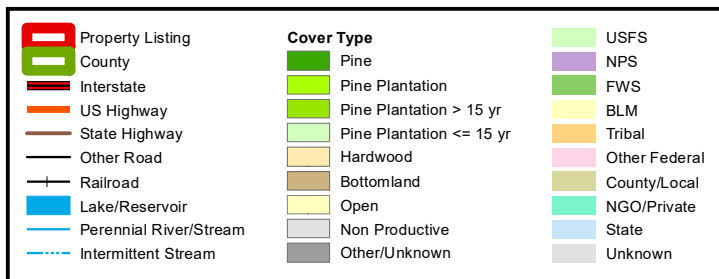 Property Listing
County
Interstate
US Highway
State Highway
Other Road
Railroad
Lake/Reservoir
Perennial River/Stream
Intermittent Stream
Cover Type
Pine
Pine Plantation
Pine Plantation > 15 yr
Pine Plantation <= 15 yr
Hardwood
Bottomland
Open
Non Productive
Other/Unknown
USFS
NPS
FWS
BLM
Tribal
Other Federal
County/Local
NGO/Private
State
Unknown